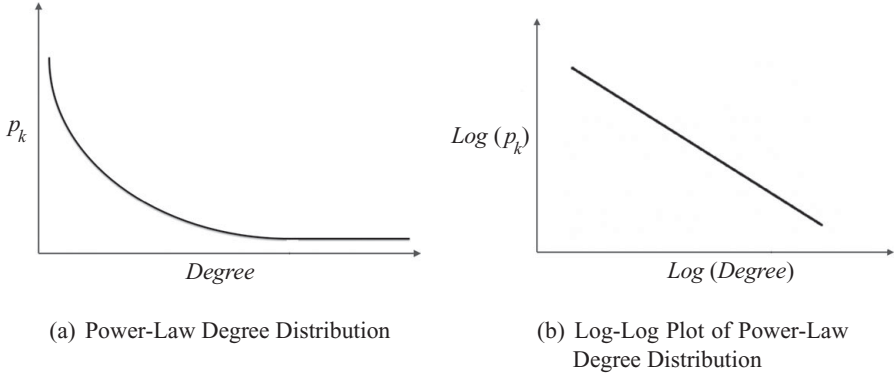 p_k
Degree
(a) Power-Law Degree Distribution
Log (p_k)
Log (Degree)
(b) Log-Log Plot of Power-Law
Degree Distribution